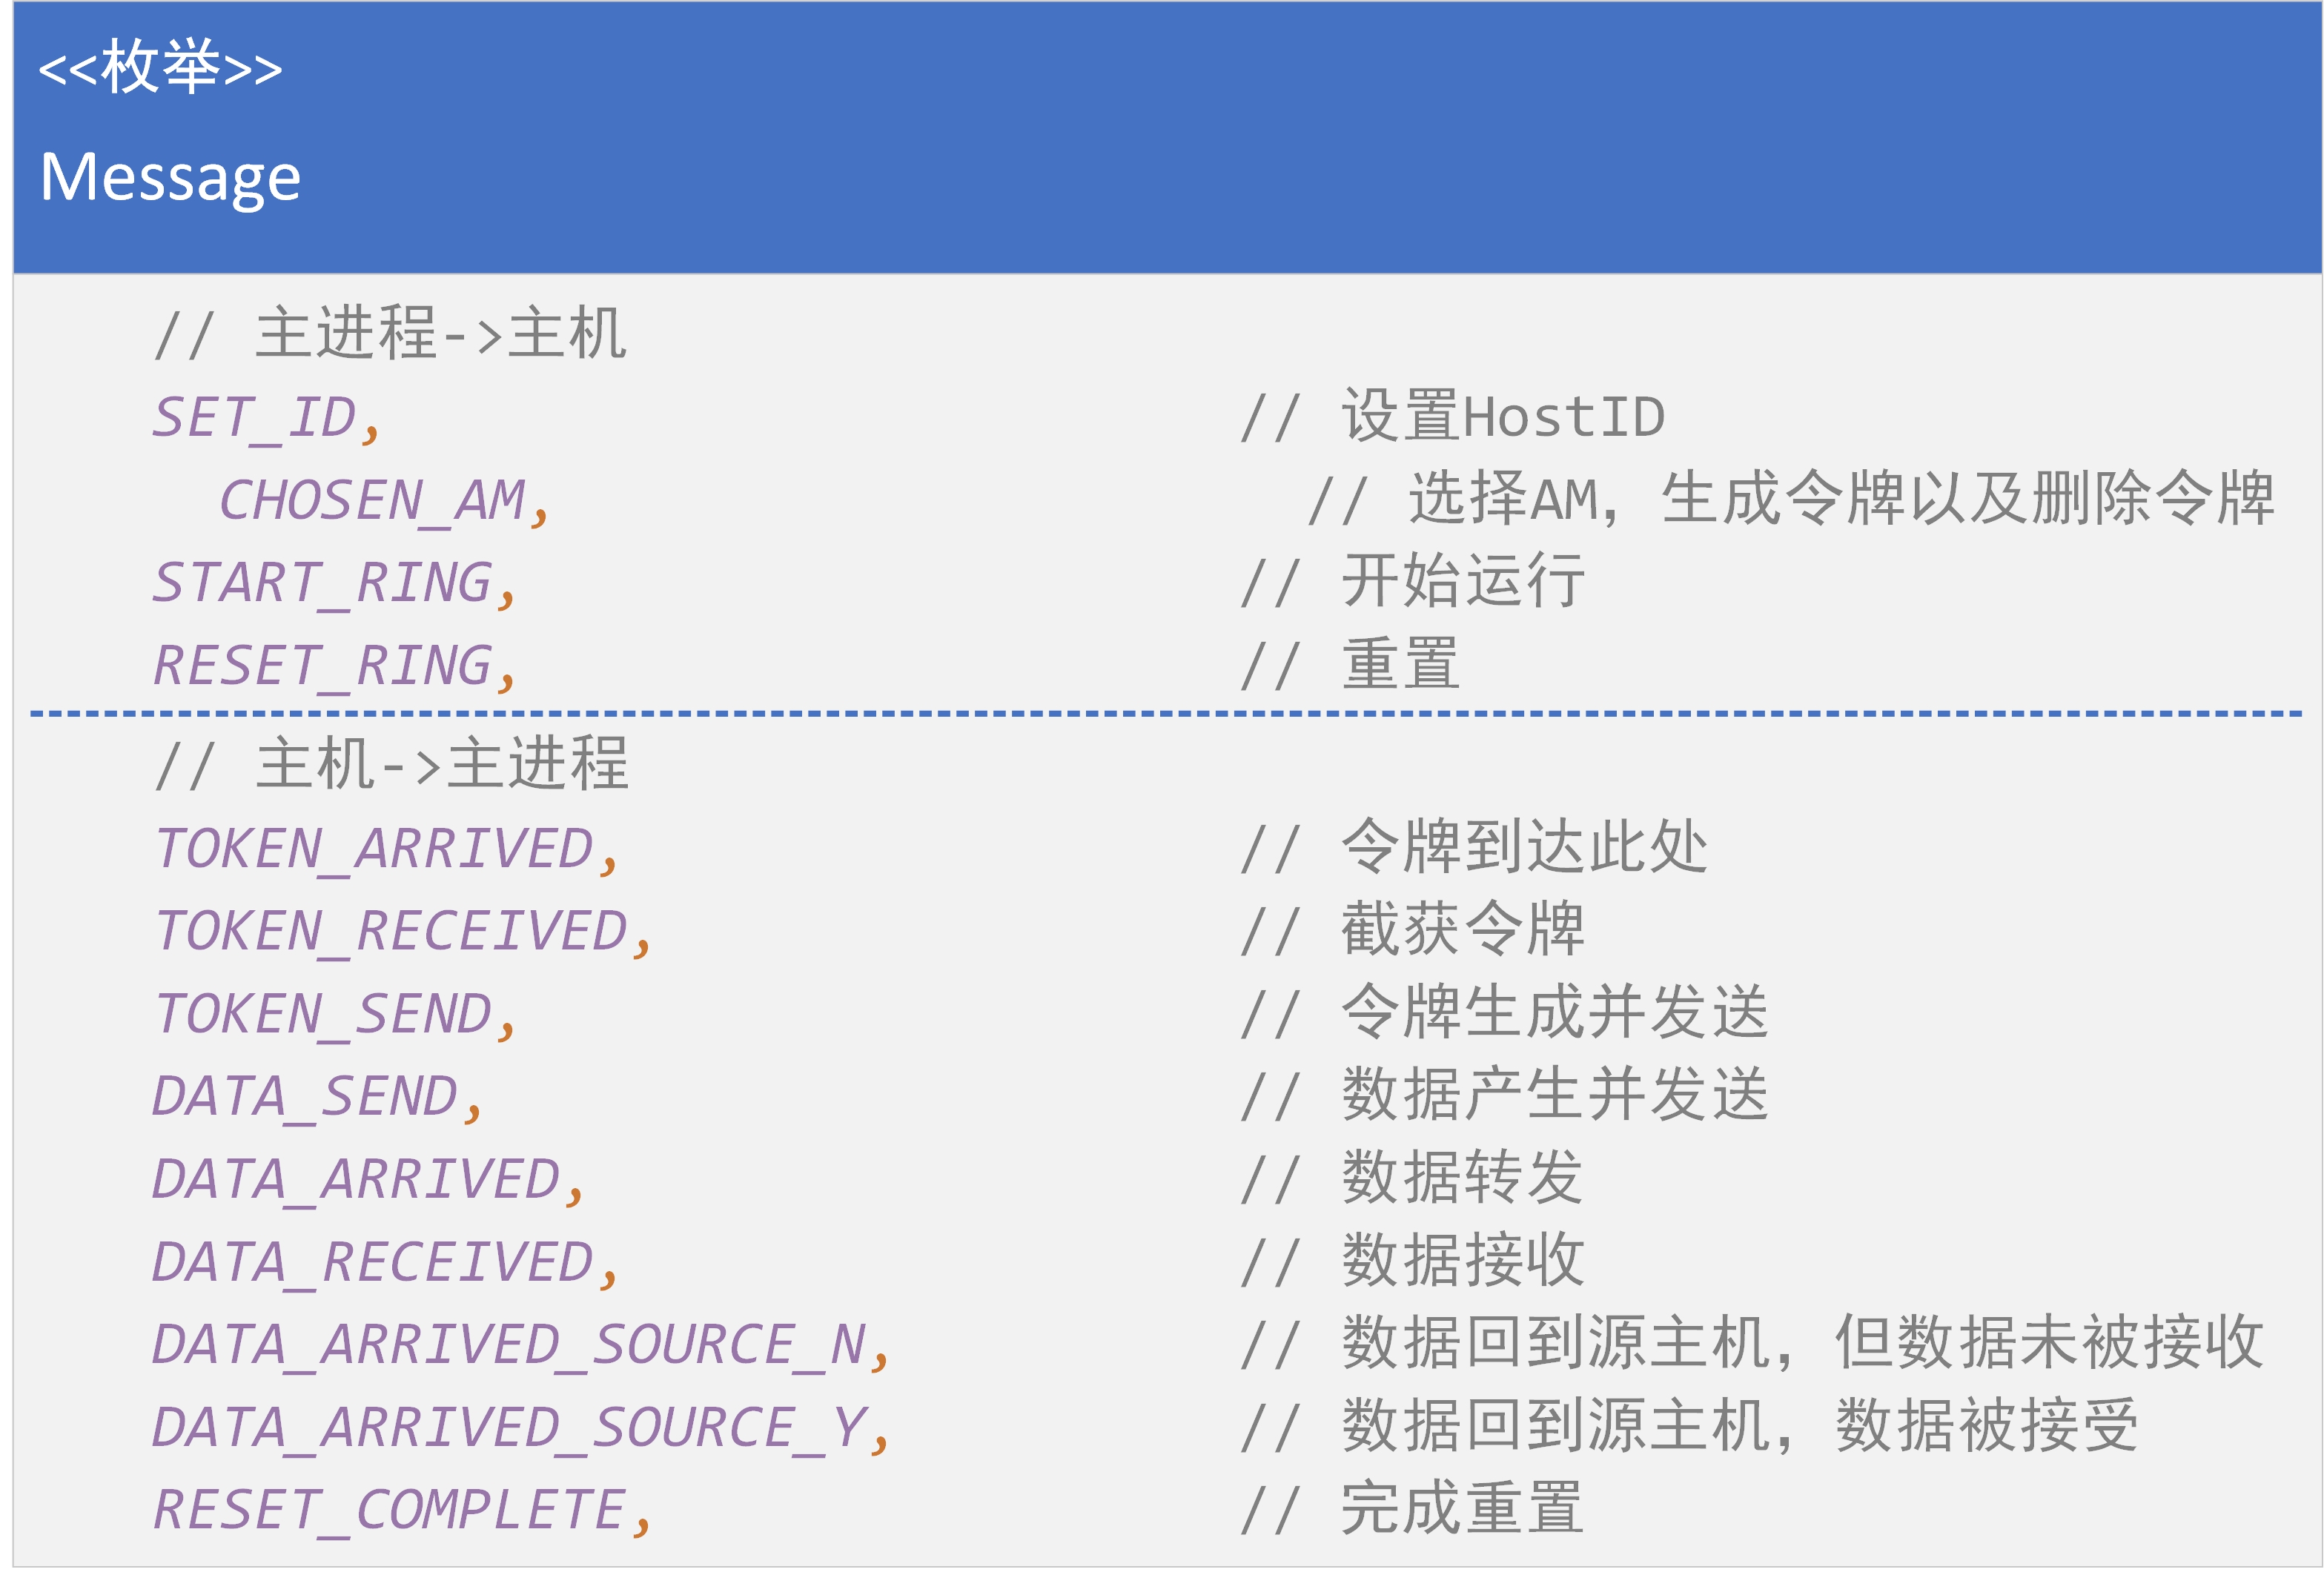 <<枚举>>
Message
// 主进程->主机
SET_ID, // 设置HostID
CHOSEN_AM, // 选择AM，生成令牌以及删除令牌
START_RING, // 开始运行
RESET_RING, // 重置
// 主机->主进程
TOKEN_ARRIVED, // 令牌到达此处
TOKEN_RECEIVED, // 截获令牌
TOKEN_SEND, // 令牌生成并发送
DATA_SEND, // 数据产生并发送
DATA_ARRIVED, // 数据转发
DATA_RECEIVED, // 数据接收
DATA_ARRIVED_SOURCE_N, // 数据回到源主机，但数据未被接收
DATA_ARRIVED_SOURCE_Y, // 数据回到源主机，数据被接受
RESET_COMPLETE, // 完成重置